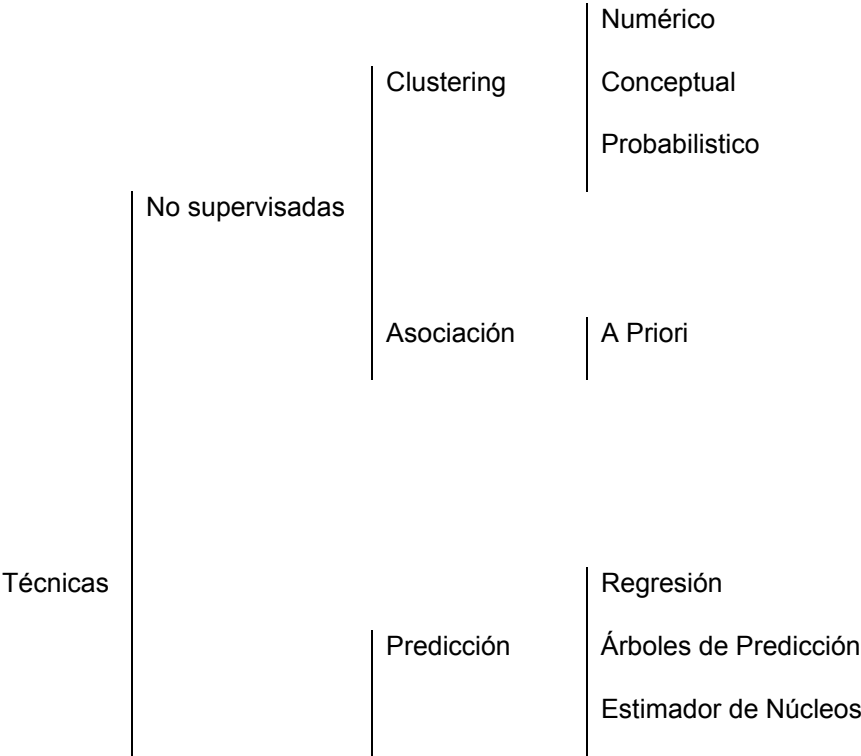 Numérico
Clustering Conceptual
Probabilistico
No supervisadas
Asociación A Priori
Técnicas Regresión
Predicción Árboles de Predicción
Estimador de Núcleos